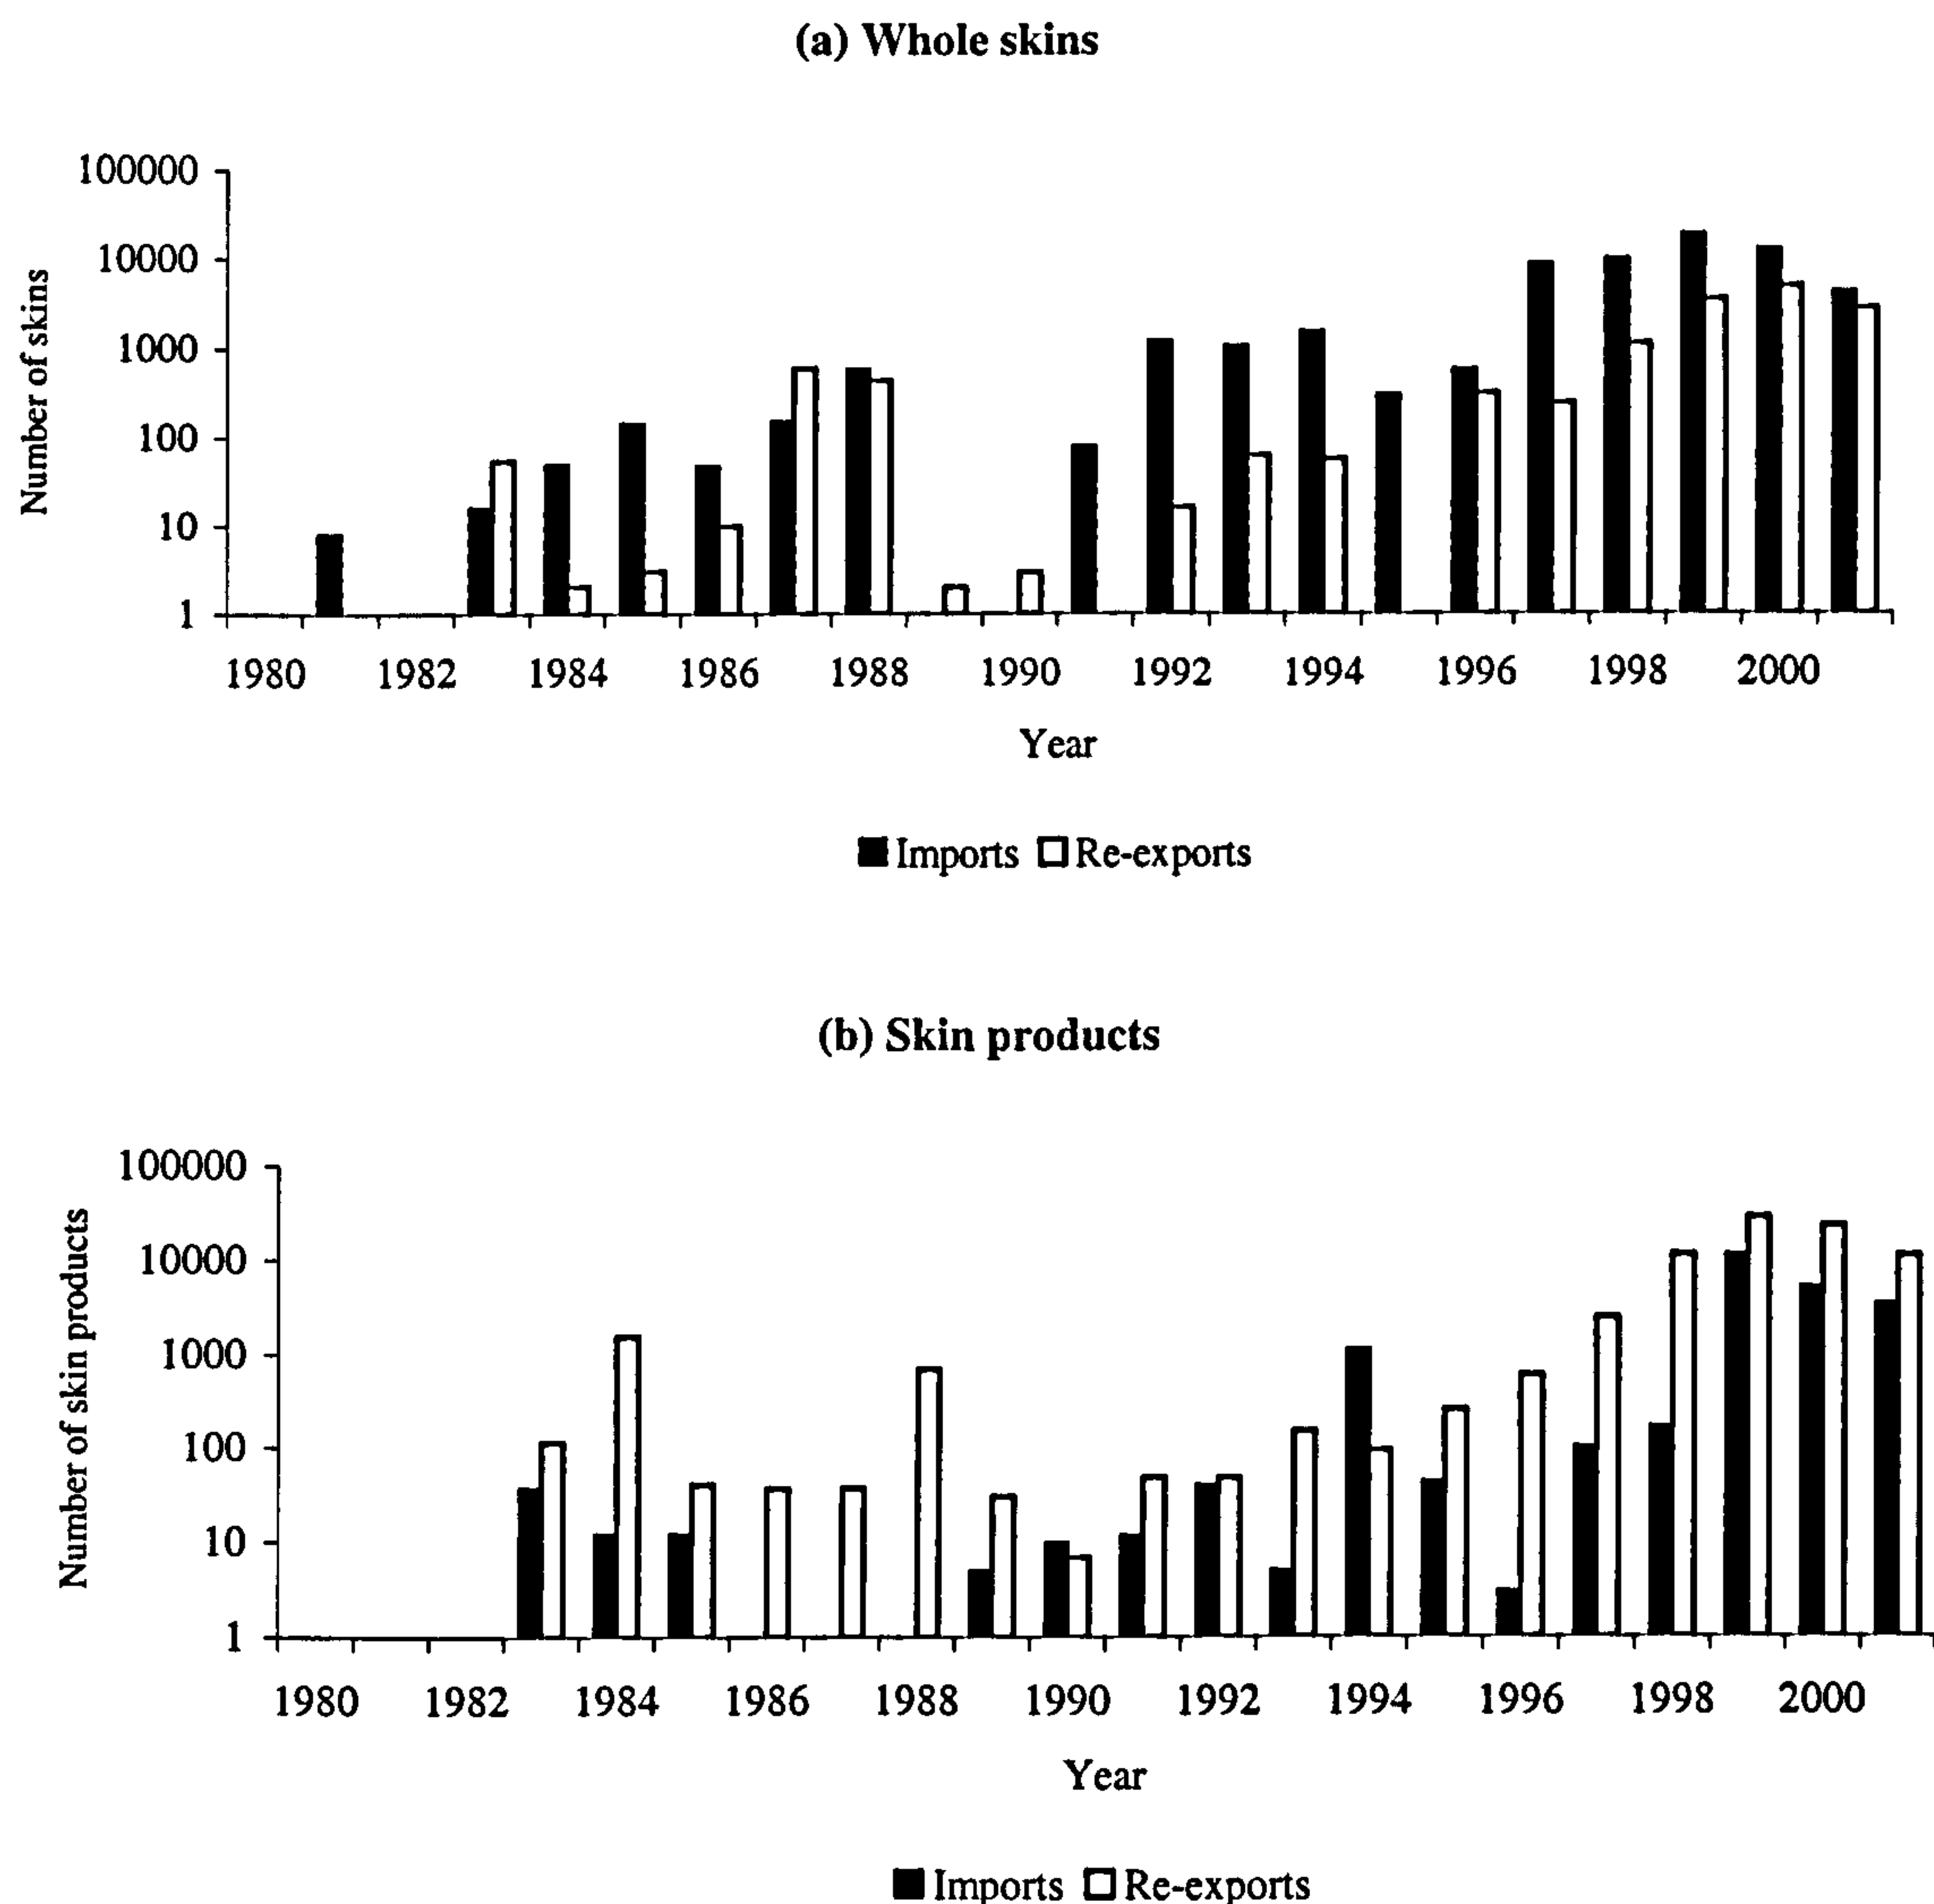 (a) Whole skins
100000
10000
1000
100
10
1
Number of skins
1980 1982 1984 1986 1988 1990 1992 1994 1996 1998 2000
Year
Imports Re-exports
(b) Skin products
100000
10000
1000
100
10
1
Number of skin products
1980 1982 1984 1986 1988 1990 1992 1994 1996 1998 2000
Year
Imports Re-exports